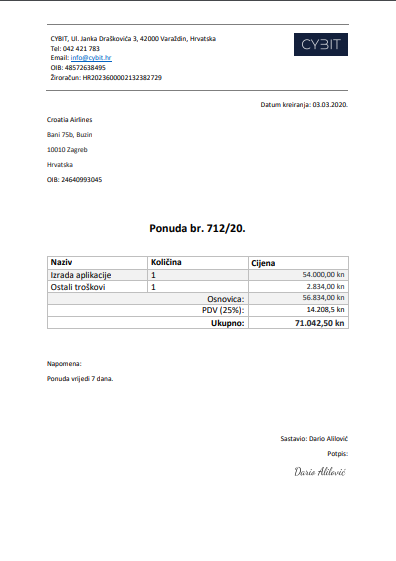 CYBIT, Ul. Janka Draškovića 3, 42000 Varaždin, Hrvatska
CYBIT
Tel: 042 421 783
Email: info@cybit.hr
OIB: 48572638495
Žiroračun: HR2023600002132382729
Datum kreiranja: 03.03.2020.
Croatia Airlines
Bani 75b, Buzin
10010 Zagreb
Hrvatska
OIB: 24640993045
Ponuda br. 712/20.
Naziv Količina Cijena
Izrada aplikacije 1 54.000,00 kn
Ostali troškovi 1 2.834,00 kn
Osnovica: 56.834,00 kn
PDV (25%): 14.208,5 kn
Ukupno: 71.042,50 kn
Napomena:
Ponuda vrijedi 7 dana.
Sastavio: Dario Alilović
Potpis:
Dario Alilović